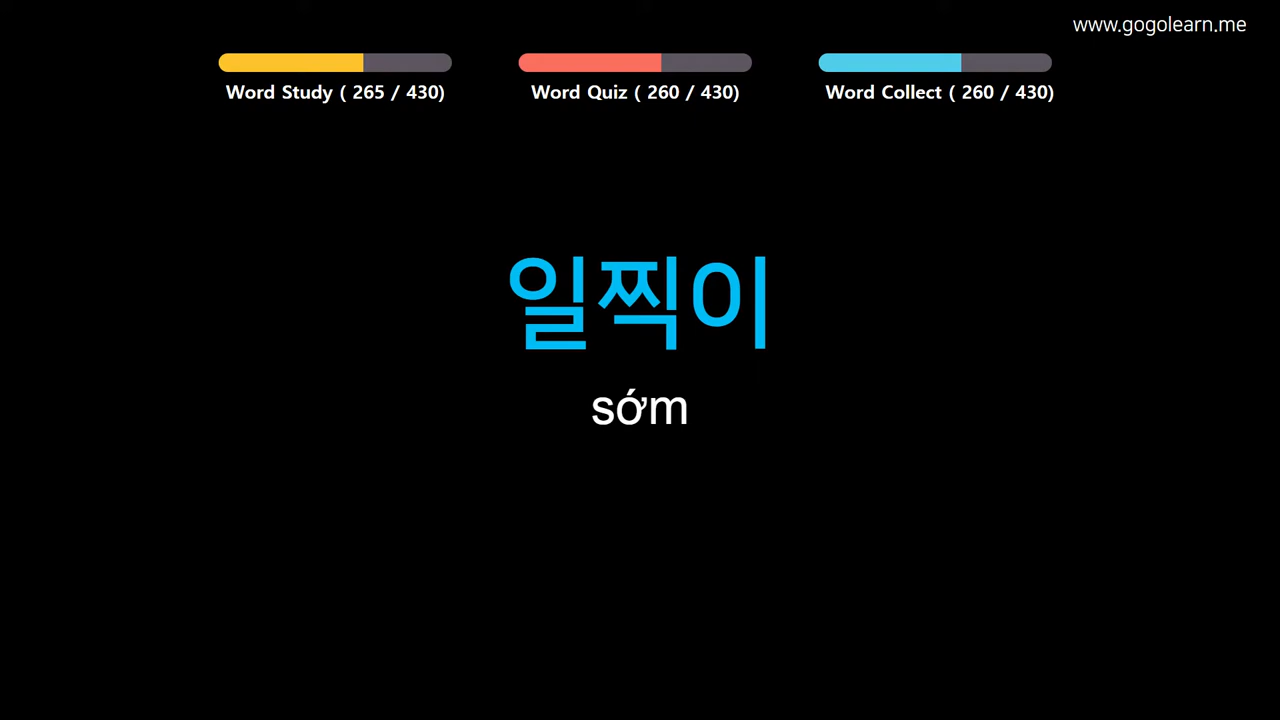 www.gogolearn.me
Word Study ( 265 / 430)
Word Quiz ( 260 / 430)
Word Collect ( 260 / 430)
일찍이
sớm